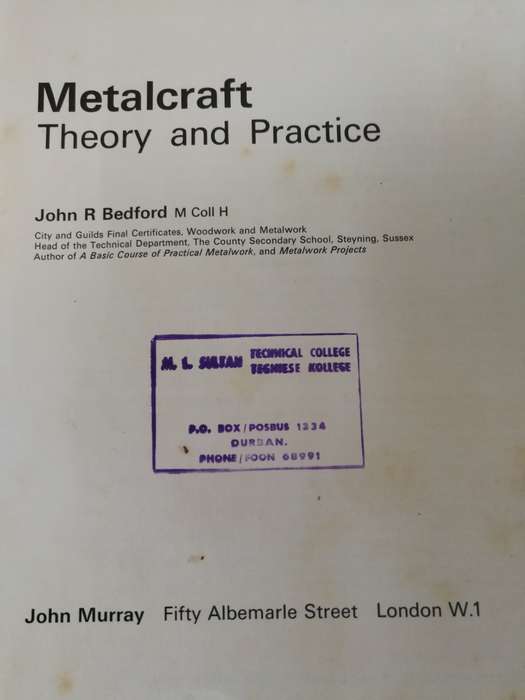 Metalcraft
Theory and Practice
John R Bedford M Coll H
City and Guilds Final Certificates, Woodwork and Metalwork
Head of the Technical Department, The County Secondary School, Steyning, Sussex
Author of A Basic Course of Practical Metalwork, and Metalwork Projects
M. L. SULTAN TECHNICAL COLLEGE
TEGNIESE KOLLEGE
P.O. BOX/POSBUS 1334
DURBAN.
PHONE/FOON 68991
John Murray Fifty Albemarle Street London W.1